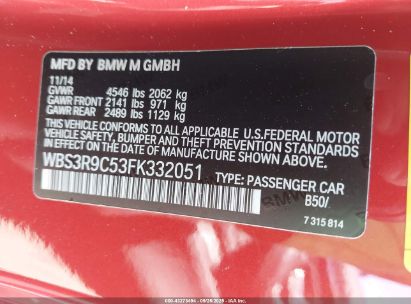 MFD BY BMW M GMBH
11/14
GVWR 4546 lbs 2062 kg
GAWR FRONT 2141 lbs 971 kg
GAWR REAR 2489 lbs 1129 kg
THIS VEHICLE CONFORMS TO ALL APPLICABLE U.S.FEDERAL MOTOR
VEHICLE SAFETY, BUMPER AND THEFT PREVENTION STANDARDS
IN EFFECT ON THE DATE OF MANUFACTURE SHOWN ABOVE.
WBS3R9C53FK332051 TYPE: PASSENGER CAR
B50/
7 315 814